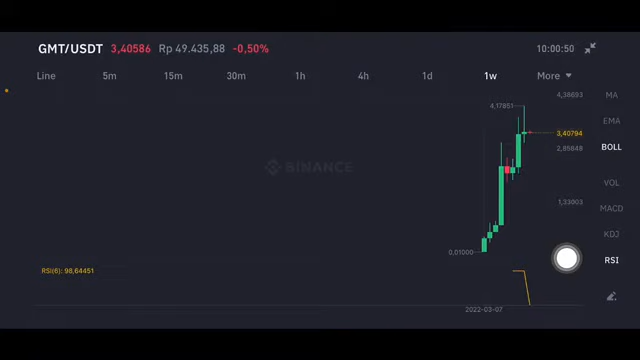 GMT/USDT 3,40586 Rp 49.435,88 -0,50% 10:00:50
Line 5m 15m 30m 1h 4h 1d 1w More
4,38693 MA
4,17851
EMA
3,40794
2,85848 BOLL
BINANCE
VOL
1,33903 MACD
KDJ
0,01000
RSI
RSI(6): 98,64451
2022-03-07